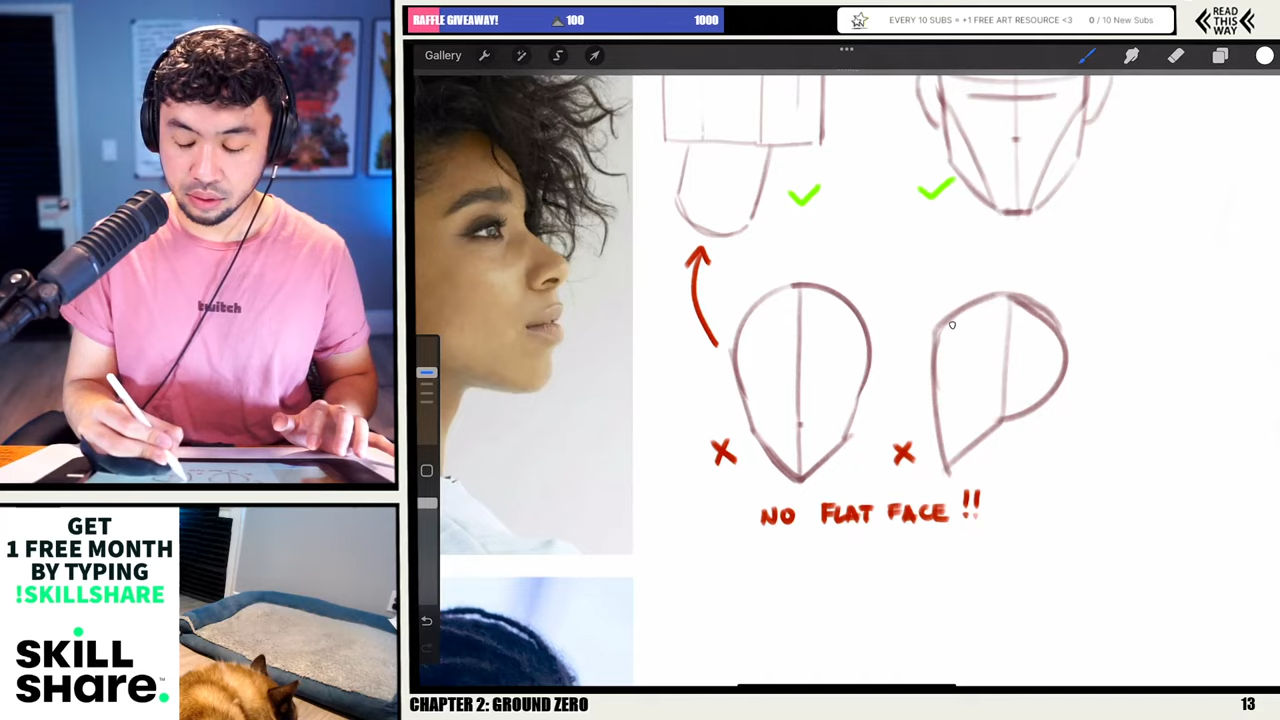 RAFFLE GIVEAWAY!
100
1000
EVERY 10 SUBS = +1 FREE ART RESOURCE <3
0 / 10 New Subs
READ
THIS
WAY
Gallery
twitch
NO FLAT FACE !!
GET
1 FREE MONTH
BY TYPING
!SKILLSHARE
SKILL
SHare.
CHAPTER 2: GROUND ZERO
13